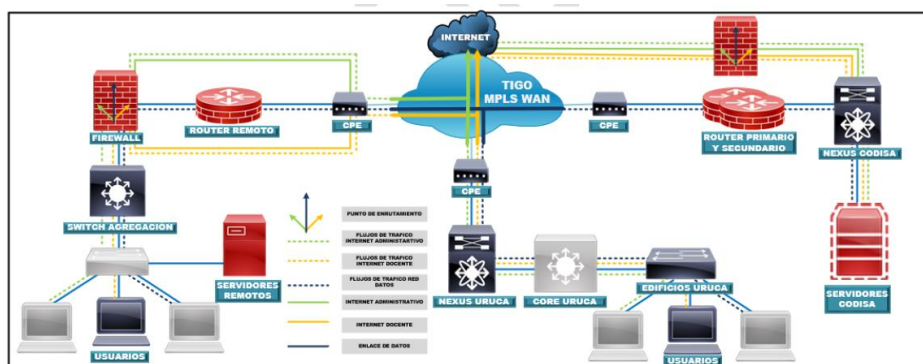 INTERNET
TIGO
MPLS WAN
FIREWALL
ROUTER REMOTO
CPE
CPE
ROUTER PRIMARIO
Y SECUNDARIO
NEXUS CODISA
CPE
SWITCH AGREGACION
SERVIDORES
REMOTOS
USUARIOS
PUNTO DE ENRUTAMIENTO
FLUJOS DE TRAFICO
INTERNET ADMINISTARTIVO
FLUJOS DE TRAFICO
INTERNET DOCENTE
FLUJOS DE TRAFICO RED
DATOS
INTERNET ADMINISTRATIVO
INTERNET DOCENTE
ENLACE DE DATOS
NEXUS URUCA
CORE URUCA
EDIFICIOS URUCA
USUARIOS
SERVIDORES
CODISA